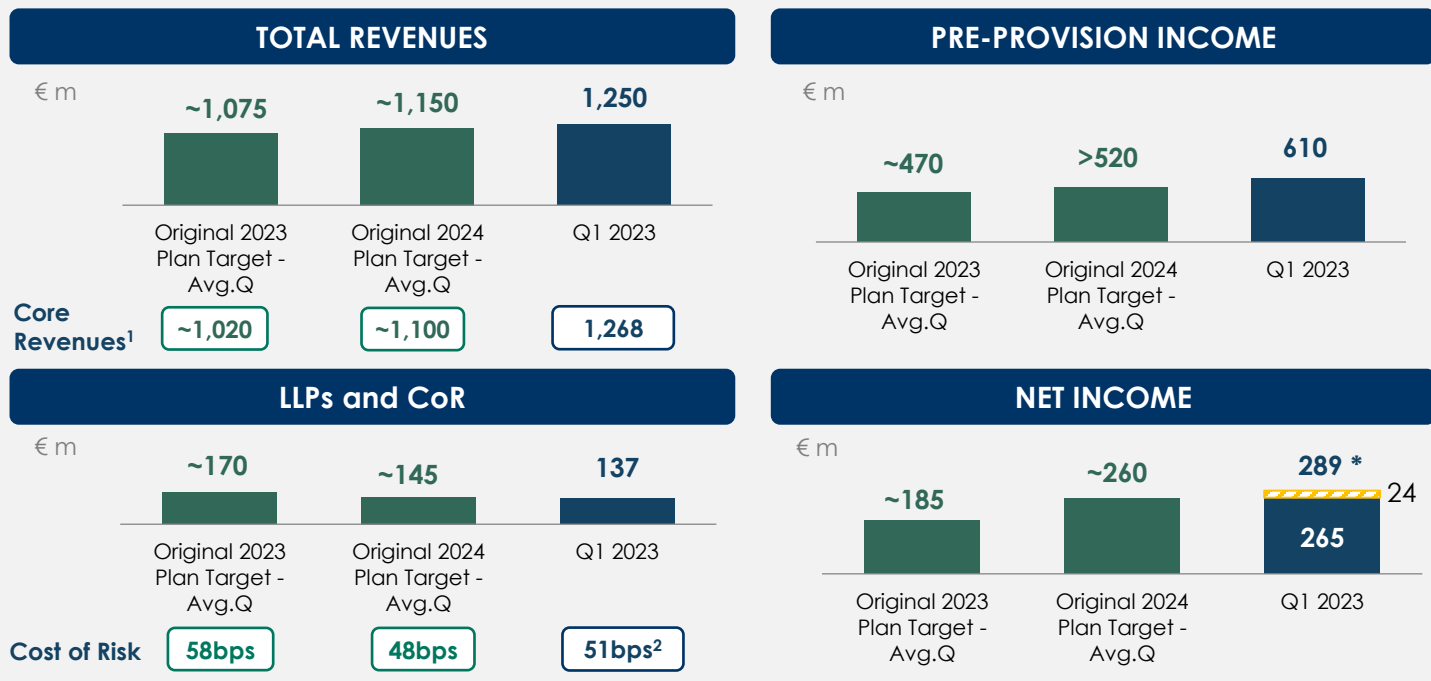 TOTAL REVENUES
€ m
~1,075
~1,150
1,250
Original 2023
Plan Target -
Avg.Q
Original 2024
Plan Target -
Avg.Q
Q1 2023
Core
Revenues¹
~1,020
~1,100
1,268
PRE-PROVISION INCOME
€ m
~470
>520
610
Original 2023
Plan Target -
Avg.Q
Original 2024
Plan Target -
Avg.Q
Q1 2023
LLPs and CoR
€ m
~170
~145
137
Original 2023
Plan Target -
Avg.Q
Original 2024
Plan Target -
Avg.Q
Q1 2023
Cost of Risk
58bps
48bps
51bps²
NET INCOME
€ m
~185
~260
289 *
24
265
Original 2023
Plan Target -
Avg.Q
Original 2024
Plan Target -
Avg.Q
Q1 2023